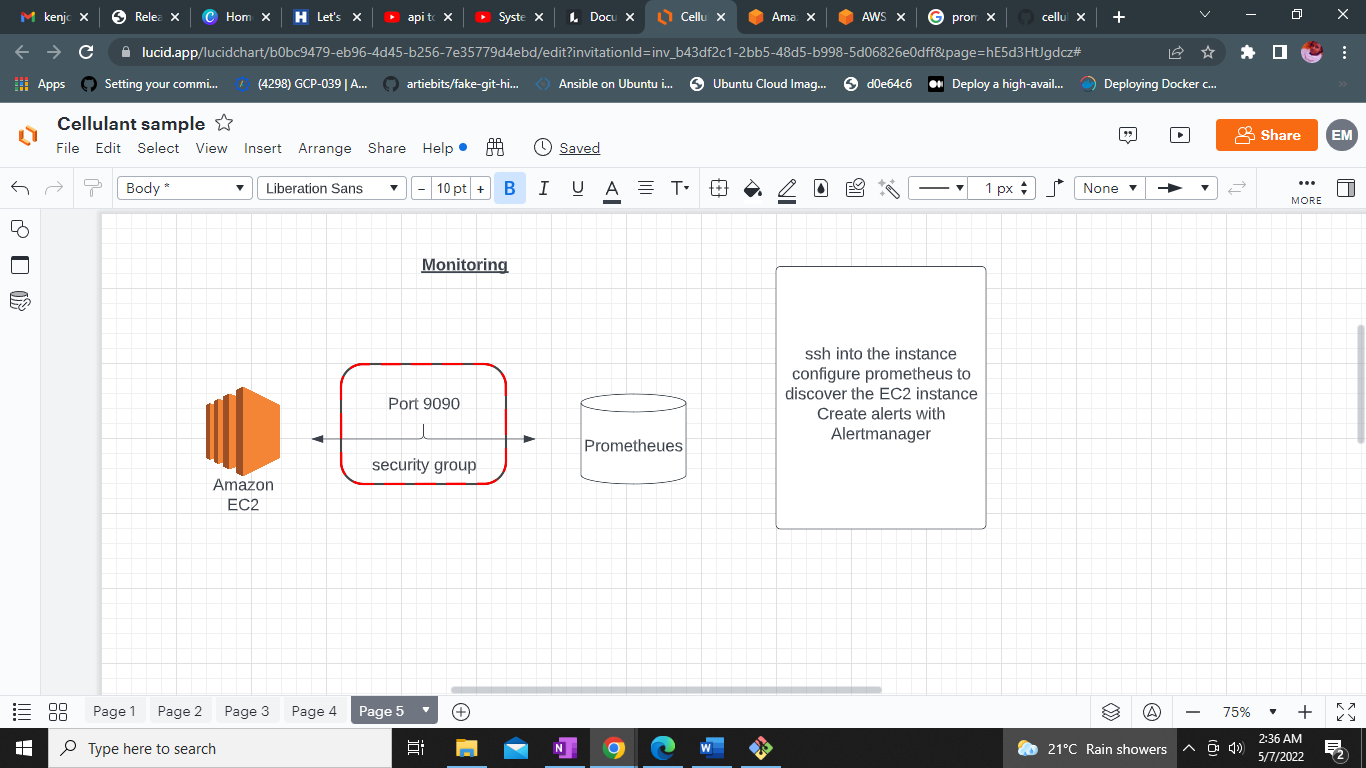 kenjo
Relea
Home
Let's
api to
Syste
Docu
Cellu
Amaz
AWS
prom
cellul
lucid.app/lucidchart/b0bc9479-eb96-4d45-b256-7e35779d4ebd/edit?invitationId=inv_b43df2c1-2bb5-48d5-b998-5d06826e0dff&page=hE5d3HtJgdcz#
Apps
Setting your commi...
(4298) GCP-039 | A...
artiebits/fake-git-hi...
Ansible on Ubuntu i...
Ubuntu Cloud Imag...
d0e64c6
Deploy a high-avail...
Deploying Docker c...
Cellulant sample
File Edit Select View Insert Arrange Share Help
Saved
Share
EM
Body *
Liberation Sans
− 10 pt +
B I U A T
1 px
None
MORE
Monitoring
Port 9090
security group
Amazon
EC2
Prometheues
ssh into the instance
configure prometheus to
discover the EC2 instance
Create alerts with
Alertmanager
Page 1
Page 2
Page 3
Page 4
Page 5
75%
Type here to search
21°C Rain showers
2:36 AM
5/7/2022
2